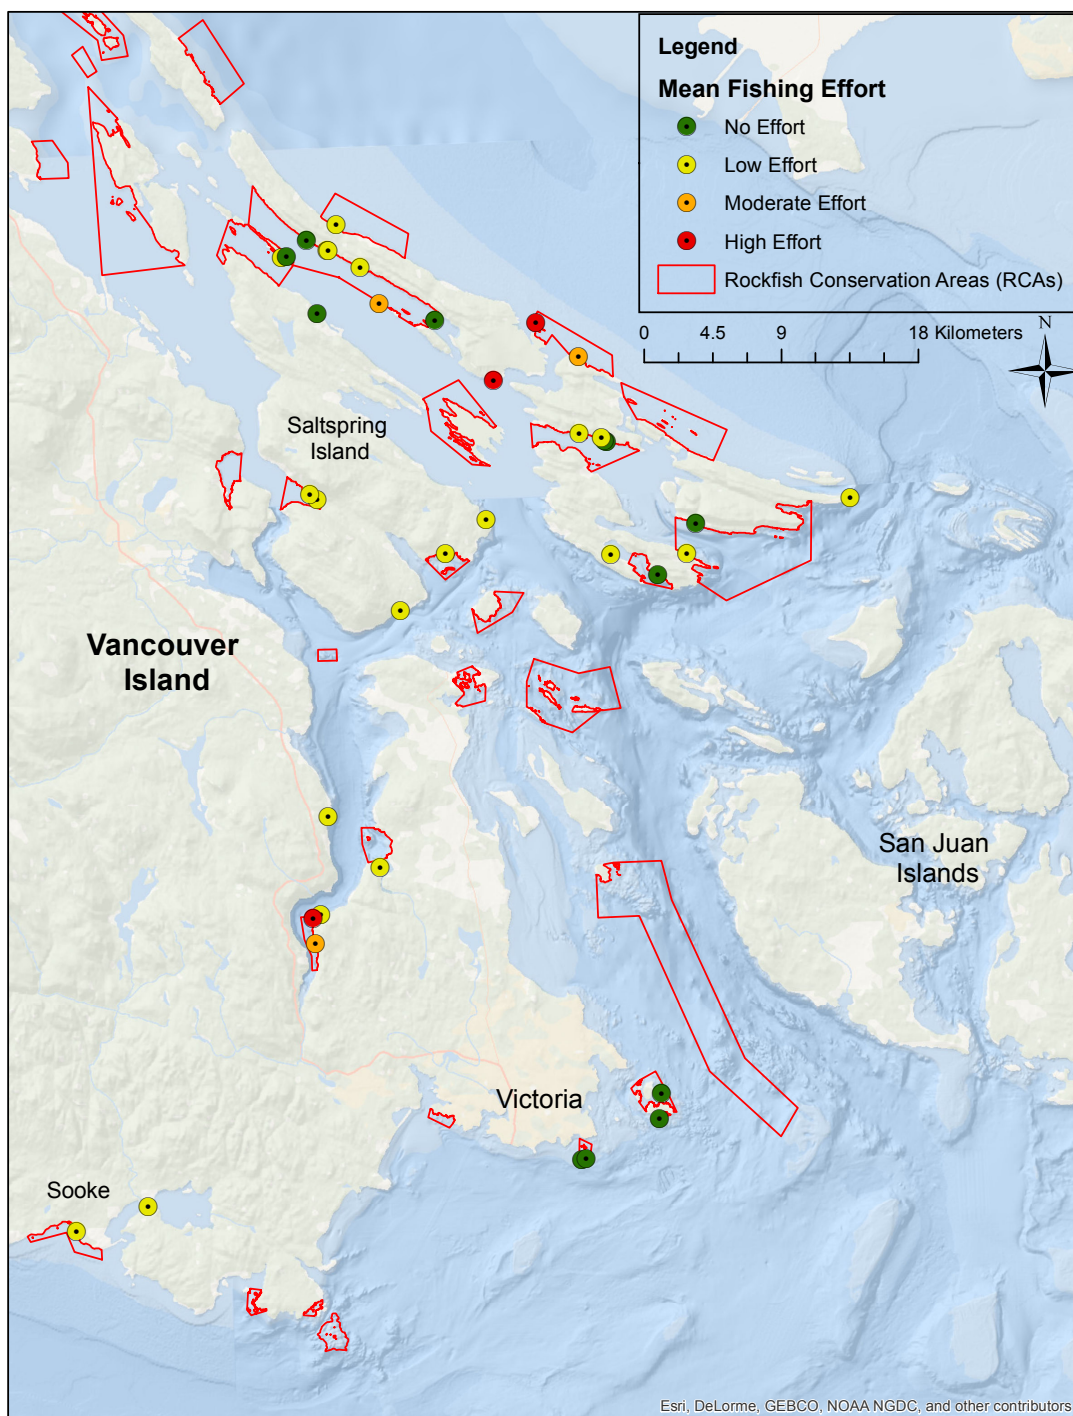 Legend
Mean Fishing Effort
No Effort
Low Effort
Moderate Effort
High Effort
Rockfish Conservation Areas (RCAs)
0 4.5 9 18 Kilometers
N
Saltspring
Island
Vancouver
Island
San Juan
Islands
Victoria
Sooke
Esri, DeLorme, GEBCO, NOAA NGDC, and other contributors